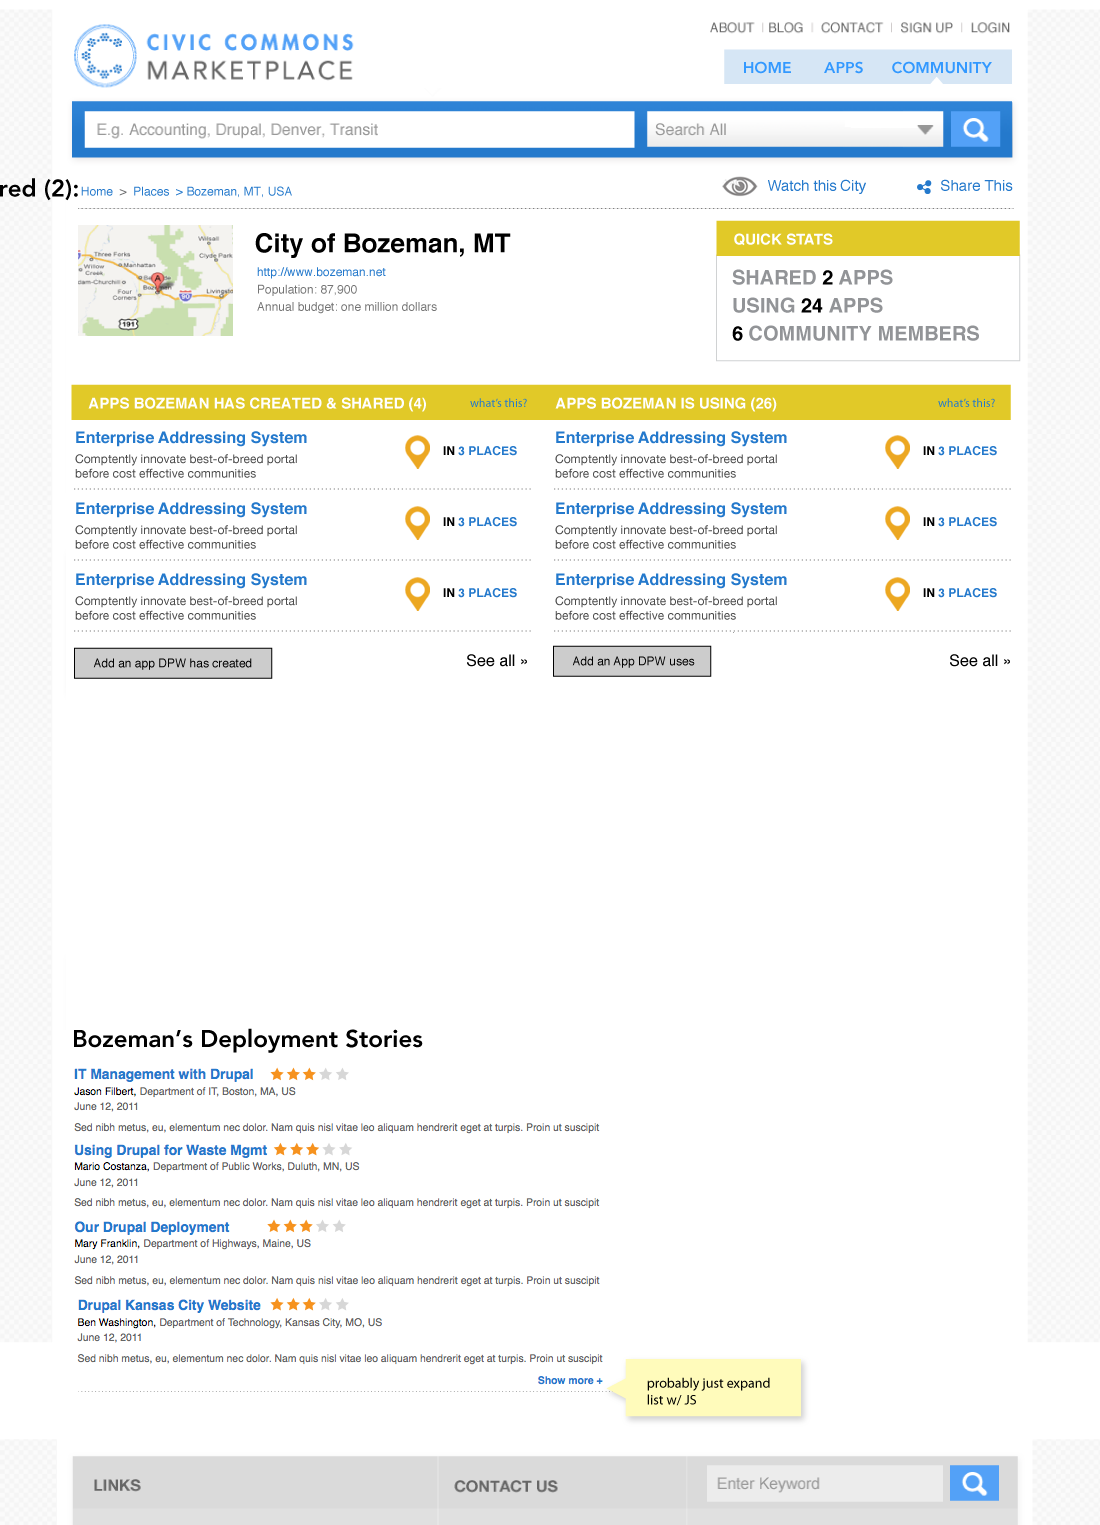 CIVIC COMMONS
MARKETPLACE
ABOUT | BLOG | CONTACT | SIGN UP | LOGIN
HOME APPS COMMUNITY
E.g. Accounting, Drupal, Denver, Transit
Search All
red (2):
Home > Places > Bozeman, MT, USA
Watch this City
Share This
Wilsall
Three Forks
Clyde Park
Manhattan
Willow Creek
Four Corners
Livingsto
90
191
A
City of Bozeman, MT
http://www.bozeman.net
Population: 87,900
Annual budget: one million dollars
QUICK STATS
SHARED 2 APPS
USING 24 APPS
6 COMMUNITY MEMBERS
APPS BOZEMAN HAS CREATED & SHARED (4) what's this?
Enterprise Addressing System
Comptently innovate best-of-breed portal
before cost effective communities
IN 3 PLACES
Enterprise Addressing System
Comptently innovate best-of-breed portal
before cost effective communities
IN 3 PLACES
Enterprise Addressing System
Comptently innovate best-of-breed portal
before cost effective communities
IN 3 PLACES
Add an app DPW has created
See all »
APPS BOZEMAN IS USING (26) what's this?
Enterprise Addressing System
Comptently innovate best-of-breed portal
before cost effective communities
IN 3 PLACES
Enterprise Addressing System
Comptently innovate best-of-breed portal
before cost effective communities
IN 3 PLACES
Enterprise Addressing System
Comptently innovate best-of-breed portal
before cost effective communities
IN 3 PLACES
Add an App DPW uses
See all »
Bozeman's Deployment Stories
IT Management with Drupal
Jason Filbert, Department of IT, Boston, MA, US
June 12, 2011
Sed nibh metus, eu, elementum nec dolor. Nam quis nisl vitae leo aliquam hendrerit eget at turpis. Proin ut suscipit
Using Drupal for Waste Mgmt
Mario Costanza, Department of Public Works, Duluth, MN, US
June 12, 2011
Sed nibh metus, eu, elementum nec dolor. Nam quis nisl vitae leo aliquam hendrerit eget at turpis. Proin ut suscipit
Our Drupal Deployment
Mary Franklin, Department of Highways, Maine, US
June 12, 2011
Sed nibh metus, eu, elementum nec dolor. Nam quis nisl vitae leo aliquam hendrerit eget at turpis. Proin ut suscipit
Drupal Kansas City Website
Ben Washington, Department of Technology, Kansas City, MO, US
June 12, 2011
Sed nibh metus, eu, elementum nec dolor. Nam quis nisl vitae leo aliquam hendrerit eget at turpis. Proin ut suscipit
Show more +
probably just expand
list w/ JS
LINKS
CONTACT US
Enter Keyword